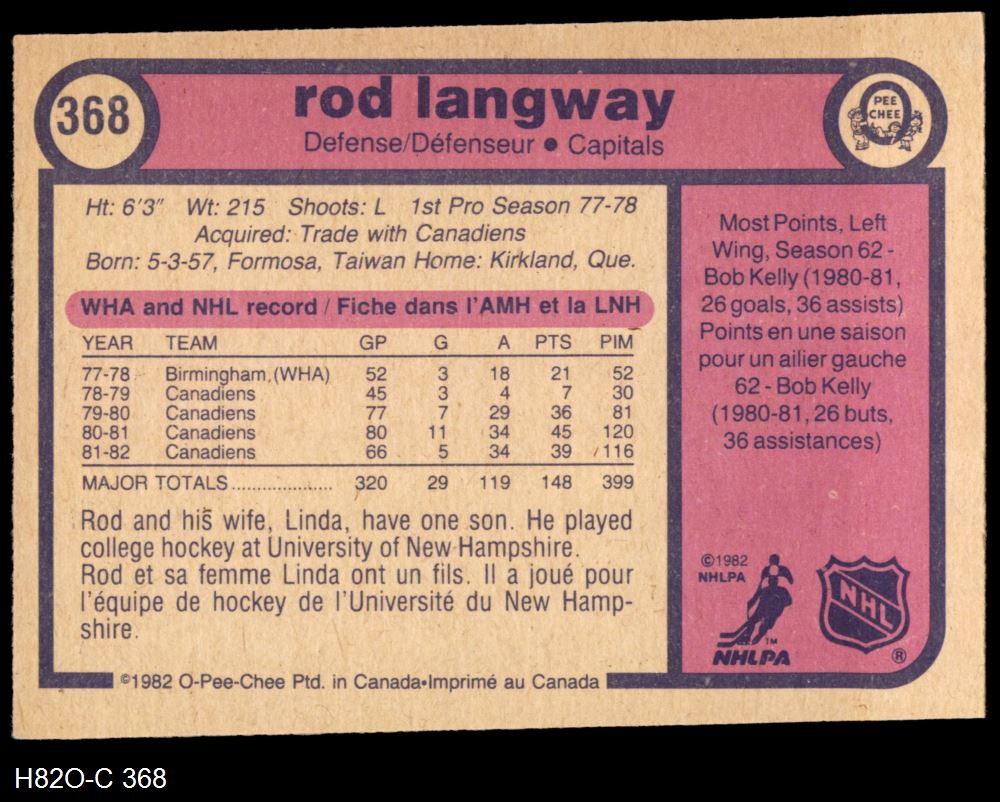 368
rod langway
Defense/Défenseur • Capitals
O
PEE
CHEE
Ht: 6'3" Wt: 215 Shoots: L 1st Pro Season 77-78
Acquired: Trade with Canadiens
Born: 5-3-57, Formosa, Taiwan Home: Kirkland, Que.
WHA and NHL record / Fiche dans l'AMH et la LNH
YEAR TEAM GP G A PTS PIM
77-78 Birmingham (WHA) 52 3 18 21 52
78-79 Canadiens 45 3 4 7 30
79-80 Canadiens 77 7 29 36 81
80-81 Canadiens 80 11 34 45 120
81-82 Canadiens 66 5 34 39 116
MAJOR TOTALS.................... 320 29 119 148 399
Rod and his wife, Linda, have one son. He played
college hockey at University of New Hampshire.
Rod et sa femme Linda ont un fils. Il a joué pour
l'équipe de hockey de l'Université du New Hamp-
shire.
©1982 O-Pee-Chee Ptd. in Canada•Imprimé au Canada
Most Points, Left
Wing, Season 62 -
Bob Kelly (1980-81,
26 goals, 36 assists)
Points en une saison
pour un ailier gauche
62 - Bob Kelly
(1980-81, 26 buts,
36 assistances)
©1982
NHLPA
TM
NHLPA
NHL
®
H82O-C 368